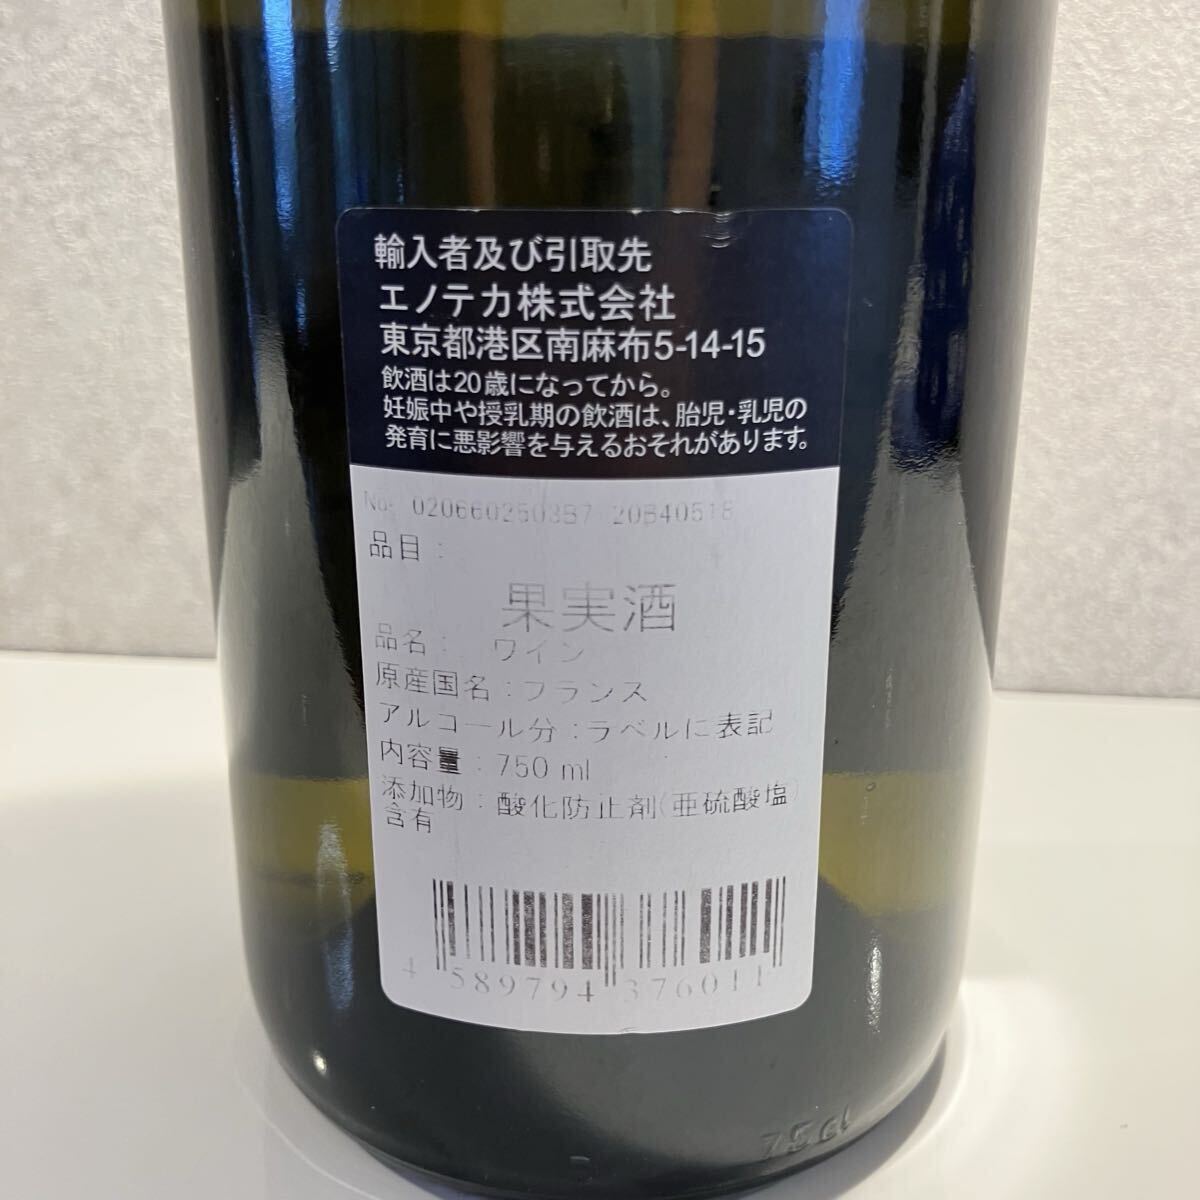 輸入者及び引取先
エノテカ株式会社
東京都港区南麻布5-14-15
飲酒は20歳になってから。
妊娠中や授乳期の飲酒は、胎児・乳児の
発育に悪影響を与えるおそれがあります。
No. 0206602503B7 20B40518
品目：
果実酒
品名： ワイン
原産国名：フランス
アルコール分：ラベルに表記
内容量：750 ml
添加物：酸化防止剤(亜硫酸塩)
含有
4 589794 376011
75cl